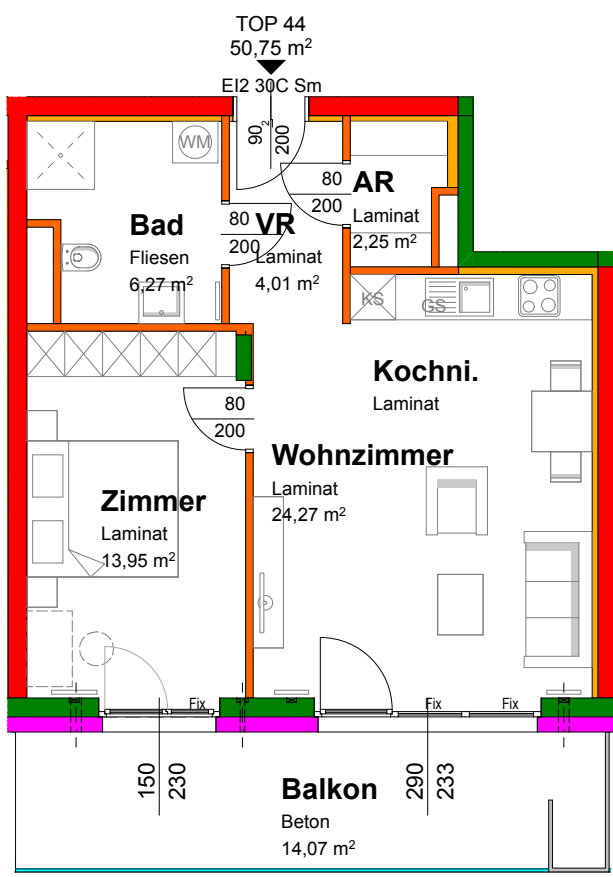 TOP 44
50,75 m²
EI2 30C Sm
90₂
200
WM
80
200
AR
Laminat
2,25 m²
Bad
Fliesen
6,27 m²
80
200
VR
Laminat
4,01 m²
KS
GS
Kochni.
Laminat
80
200
Wohnzimmer
Laminat
24,27 m²
Zimmer
Laminat
13,95 m²
Fix
Fix
Fix
150
230
290
233
Balkon
Beton
14,07 m²